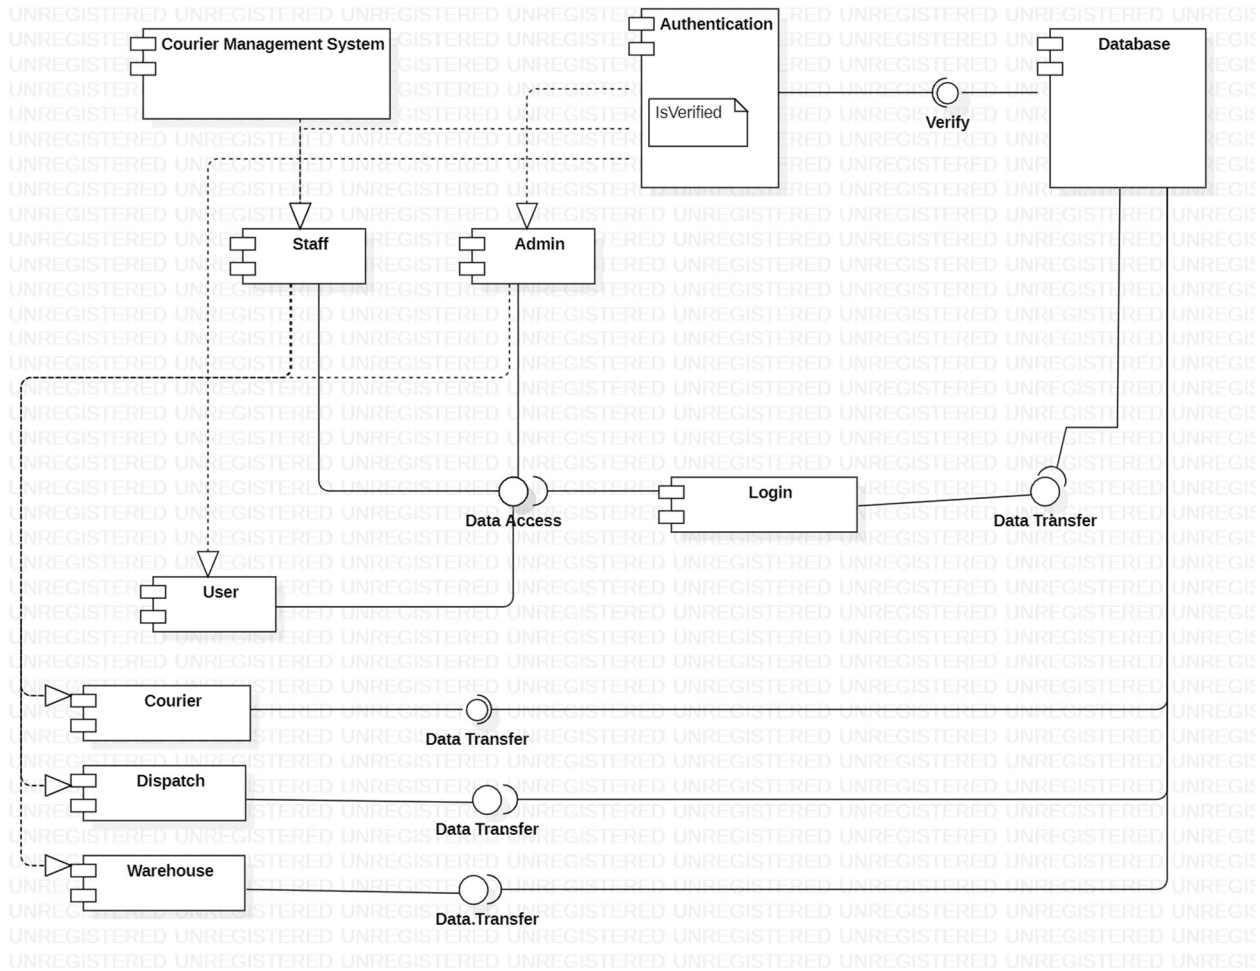 Courier Management System
Authentication
Database
IsVerified
Verify
Staff
Admin
Login
Data Access
Data Transfer
User
Courier
Data Transfer
Dispatch
Data Transfer
Warehouse
Data.Transfer
UNREGISTERED